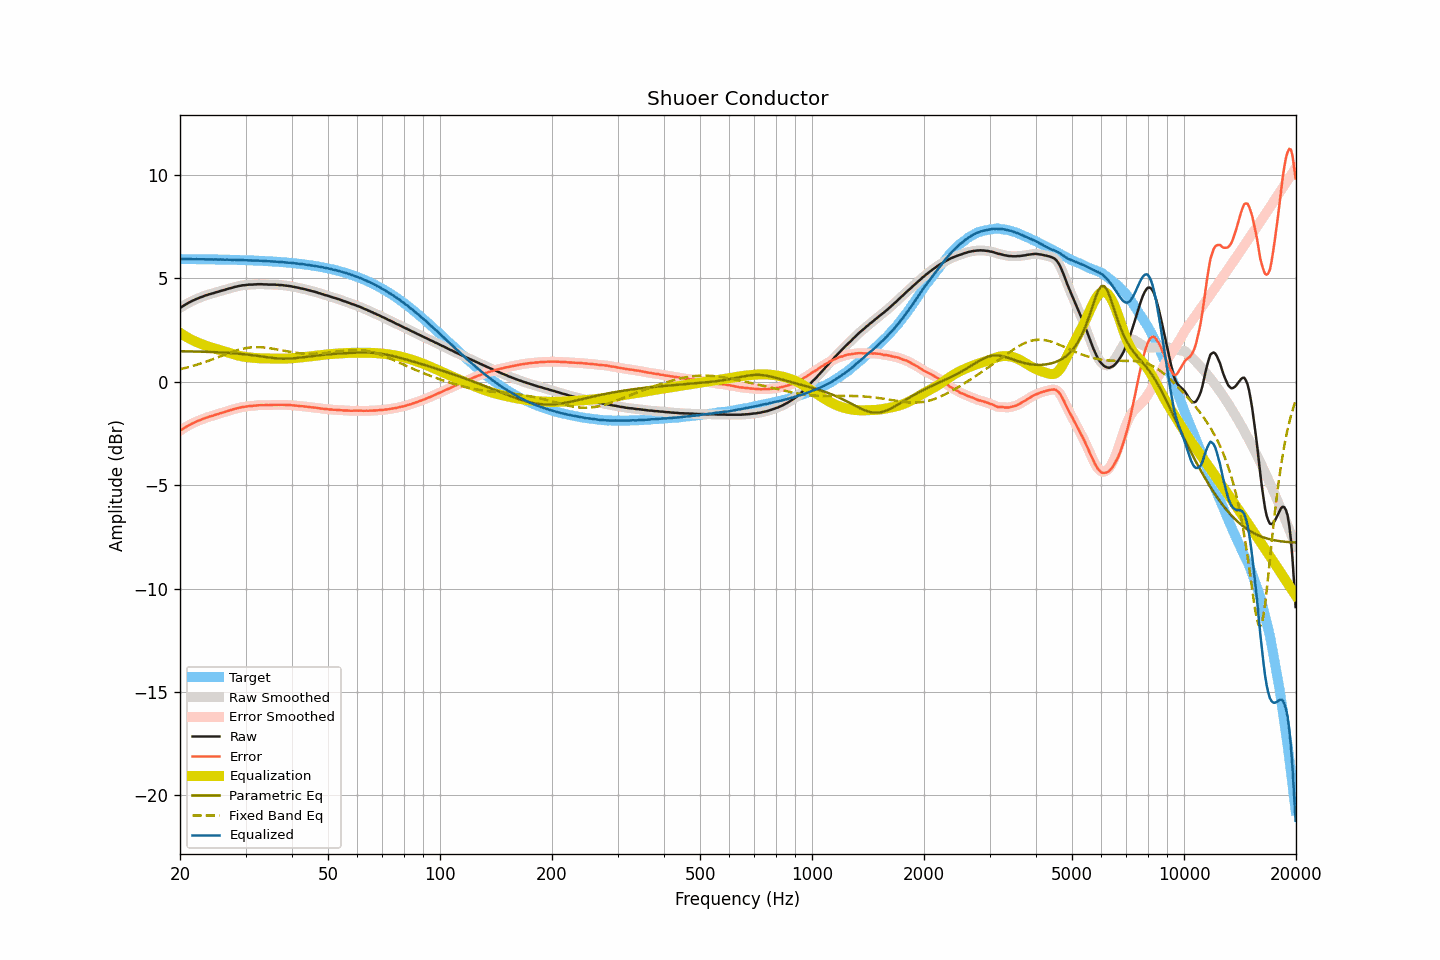 Shuoer Conductor
10
5
0
−5
−10
−15
−20
Amplitude (dBr)
Target
Raw Smoothed
Error Smoothed
Raw
Error
Equalization
Parametric Eq
Fixed Band Eq
Equalized
20 50 100 200 500 1000 2000 5000 10000 20000
Frequency (Hz)